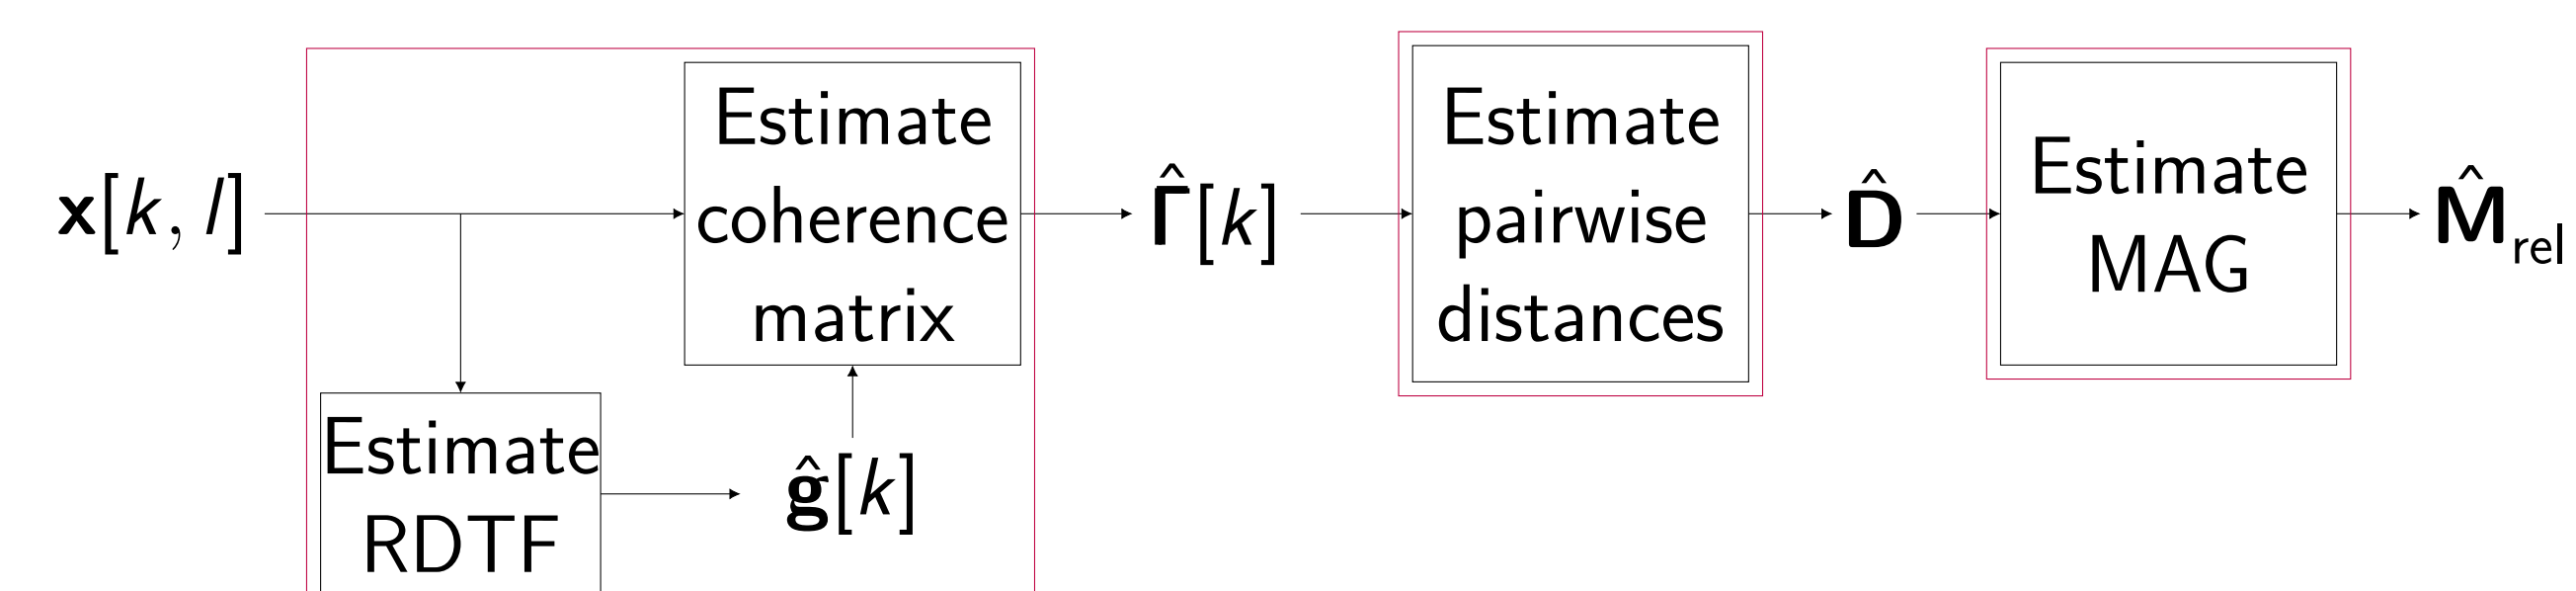 x[k, l]
Estimate
coherence
matrix
Γ̂[k]
Estimate
pairwise
distances
D̂
Estimate
MAG
M̂rel
Estimate
RDTF
ĝ[k]